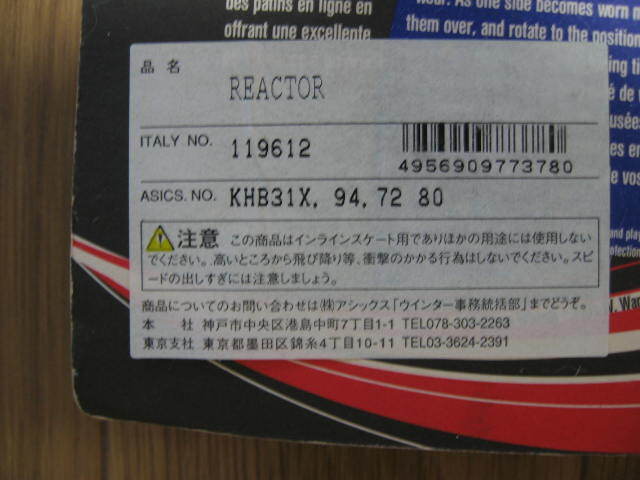 des patins en ligne en
offrant une excellente
wear. As one side becomes worn
them over, and rotate to the position
品名
REACTOR
ITALY NO. 119612
4956909773780
ASICS. NO. KHB31X. 94. 72 80
注意 この商品はインラインスケート用でありほかの用途には使用しない
でください。高いところから飛び降り等、衝撃のかかる行為はしないでください。スピ
ードの出しすぎには注意しましょう。
商品についてのお問い合わせは(株)アシックス「ウインター事務統括部」までどうぞ。
本社 神戸市中央区港島中町7丁目1-1 TEL078-303-2263
東京支社 東京都墨田区錦糸4丁目10-11 TEL03-3624-2391